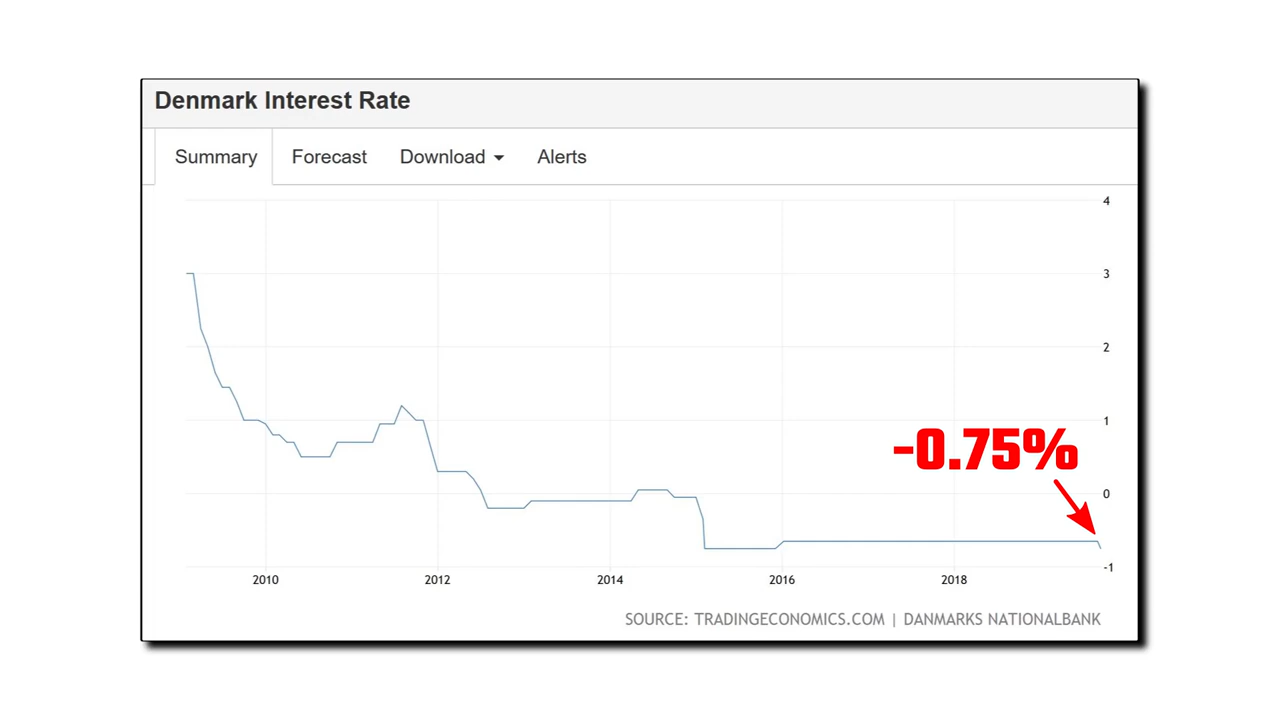 Denmark Interest Rate
Summary Forecast Download Alerts
4
3
2
1
-0.75%
0
-1
2010 2012 2014 2016 2018
SOURCE: TRADINGECONOMICS.COM | DANMARKS NATIONALBANK